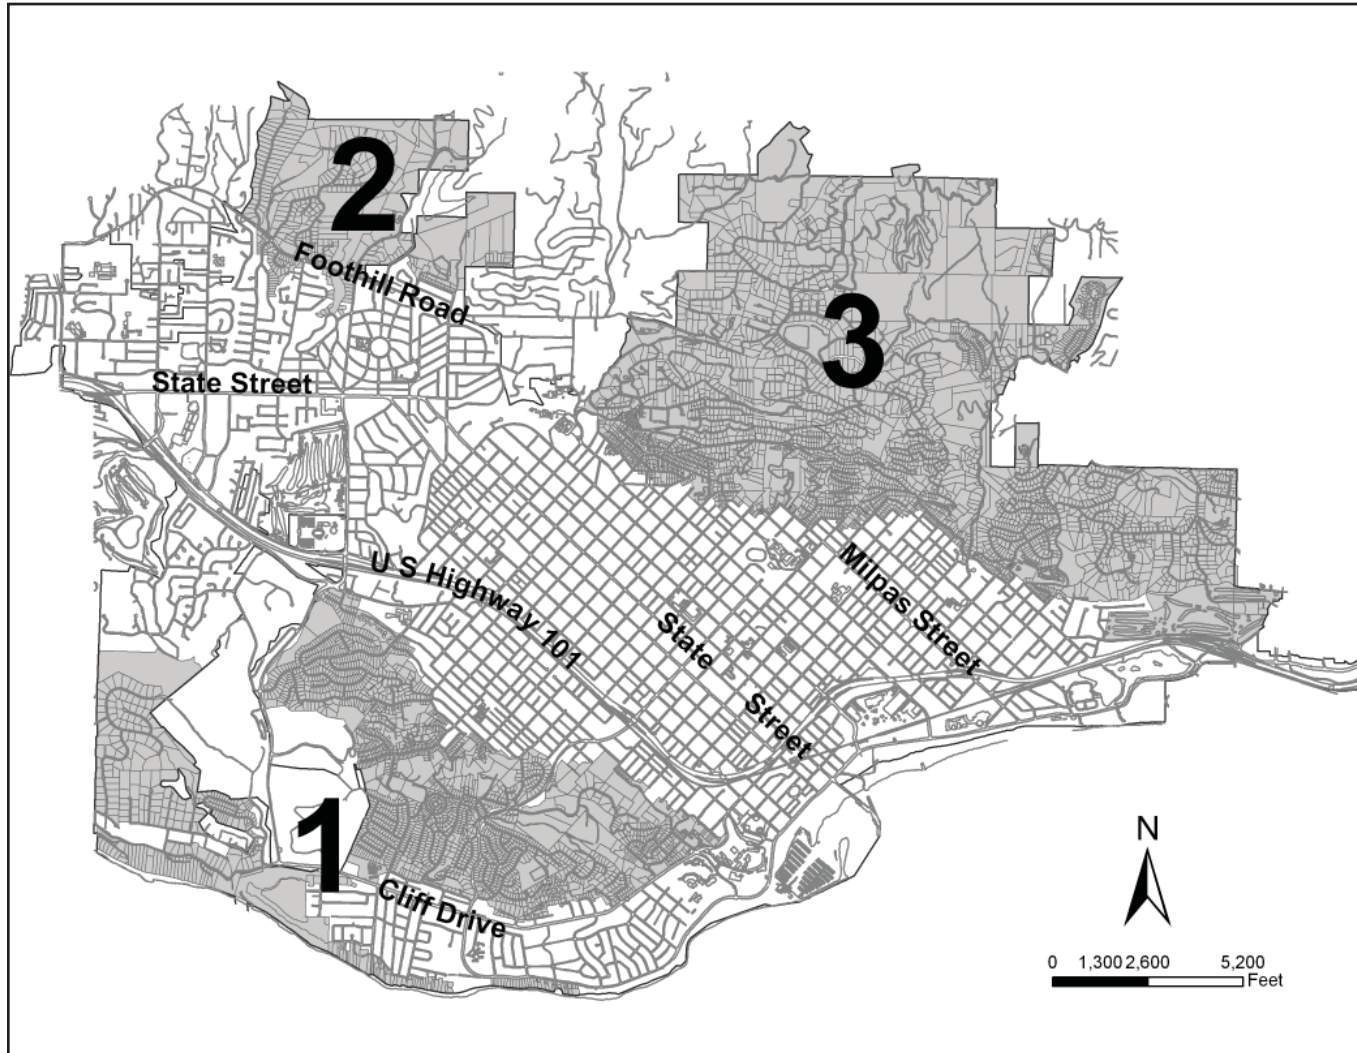 2
Foothill Road
3
State Street
U S Highway 101
State Street
Milpas Street
1
Cliff Drive
N
0 1,300 2,600 5,200
Feet